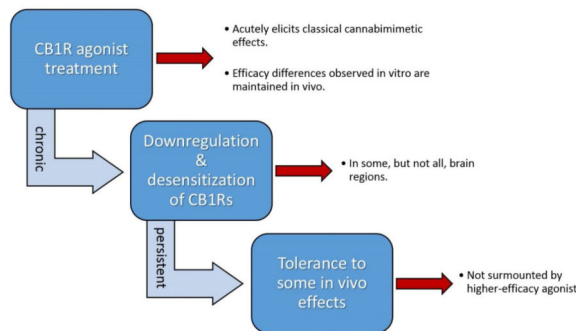 CB1R agonist
treatment
• Acutely elicits classical cannabimimetic
effects.
• Efficacy differences observed in vitro are
maintained in vivo.
chronic
Downregulation
&
desensitization
of CB1Rs
• In some, but not all, brain
regions.
persistent
Tolerance to
some in vivo
effects
• Not surmounted by
higher-efficacy agonist